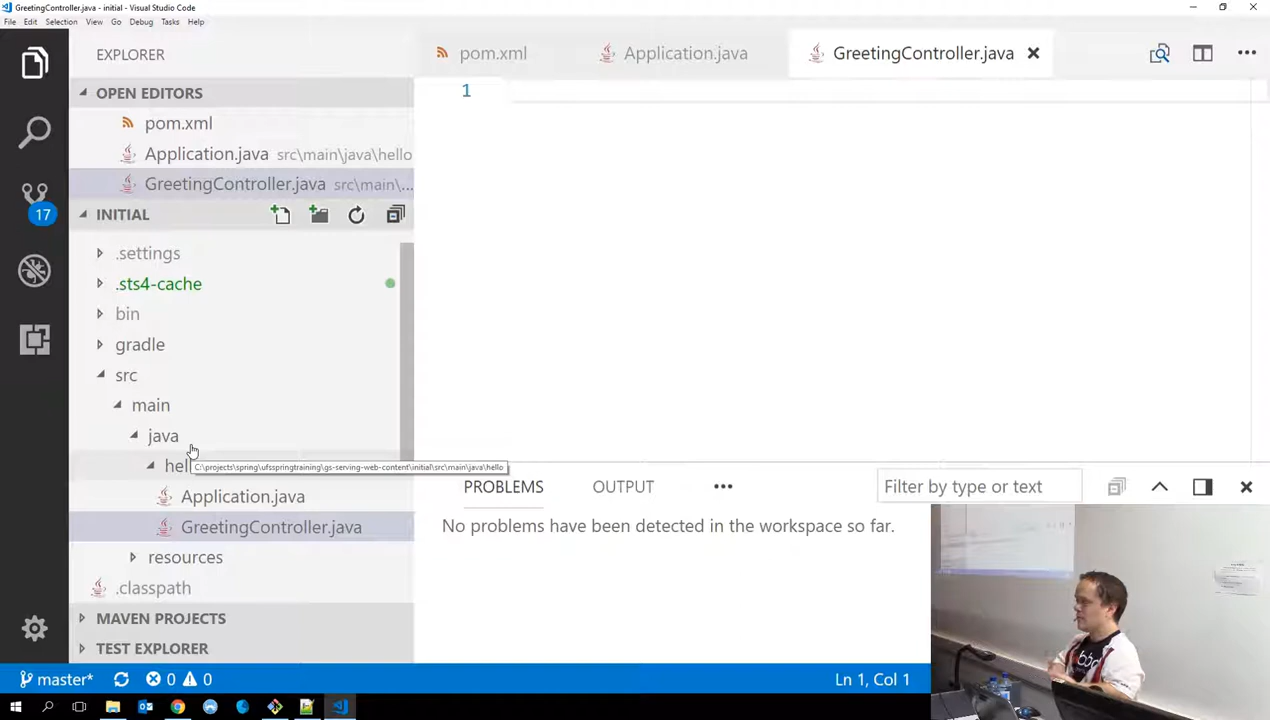 GreetingController.java - initial - Visual Studio Code
File Edit Selection View Go Debug Tasks Help
EXPLORER
pom.xml Application.java GreetingController.java
OPEN EDITORS
pom.xml
Application.java src\main\java\hello
GreetingController.java src\main\...
1
INITIAL
17
.settings
.sts4-cache
bin
gradle
src
main
java
hel
C:\projects\spring\ufsspringtraining\gs-serving-web-content\initial\src\main\java\hello
Application.java
GreetingController.java
resources
.classpath
PROBLEMS OUTPUT ••• Filter by type or text
No problems have been detected in the workspace so far.
MAVEN PROJECTS
TEST EXPLORER
master* 0 0 Ln 1, Col 1